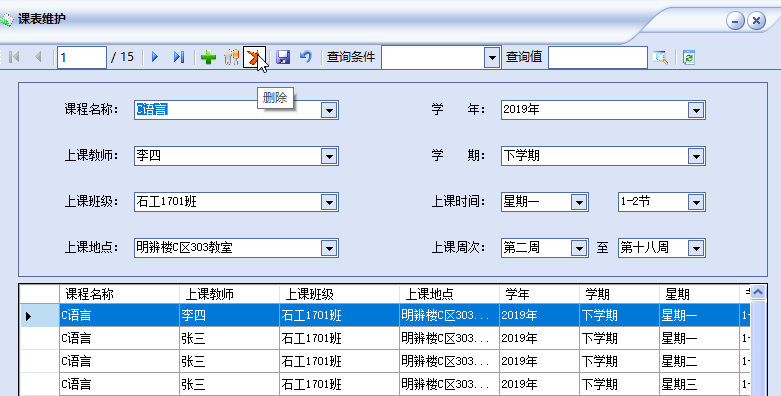 课表维护
1 / 15 查询条件 查询值
删除
课程名称： C语言 学 年： 2019年
上课教师： 李四 学 期： 下学期
上课班级： 石工1701班 上课时间： 星期一 1-2节
上课地点： 明辨楼C区303教室 上课周次： 第二周 至 第十八周
课程名称 上课教师 上课班级 上课地点 学年 学期 星期
C语言 李四 石工1701班 明辨楼C区303... 2019年 下学期 星期一 1-
C语言 张三 石工1701班 明辨楼C区303... 2019年 下学期 星期一 1-
C语言 张三 石工1701班 明辨楼C区303... 2019年 下学期 星期二 1-
C语言 张三 石工1701班 明辨楼C区303... 2019年 下学期 星期三 1-